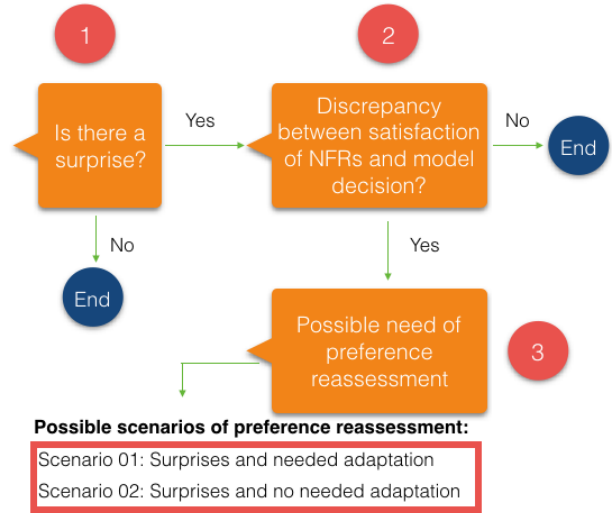 1
2
Is there a
surprise?
Yes
Discrepancy
between satisfaction
of NFRs and model
decision?
No
End
No
End
Yes
Possible need of
preference
reassessment
3
Possible scenarios of preference reassessment:
Scenario 01: Surprises and needed adaptation
Scenario 02: Surprises and no needed adaptation